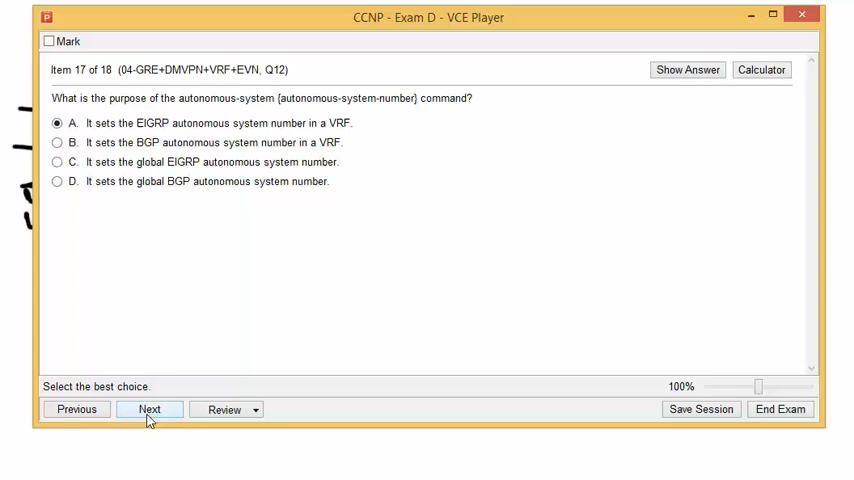 CCNP - Exam D - VCE Player
Mark
Item 17 of 18 (04-GRE+DMVPN+VRF+EVN, Q12)
Show Answer
Calculator
What is the purpose of the autonomous-system {autonomous-system-number} command?
A. It sets the EIGRP autonomous system number in a VRF.
B. It sets the BGP autonomous system number in a VRF.
C. It sets the global EIGRP autonomous system number.
D. It sets the global BGP autonomous system number.
Select the best choice.
100%
Previous
Next
Review
Save Session
End Exam